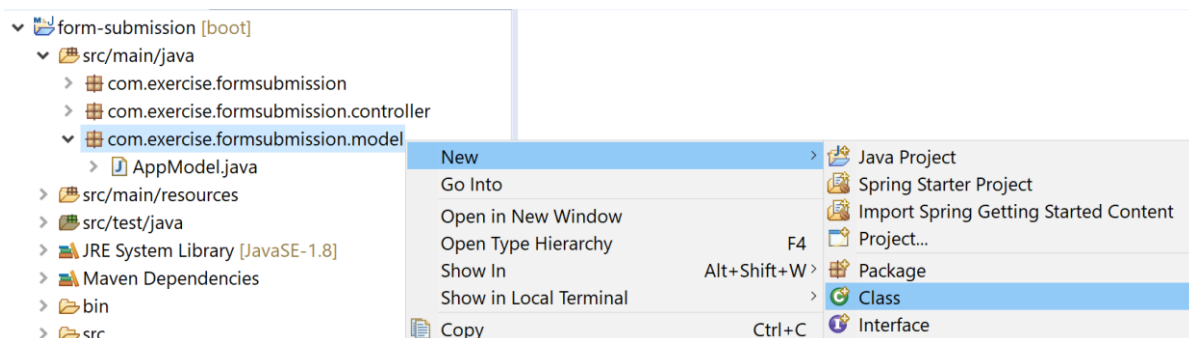 form-submission [boot]
src/main/java
com.exercise.formsubmission
com.exercise.formsubmission.controller
com.exercise.formsubmission.model
AppModel.java
src/main/resources
src/test/java
JRE System Library [JavaSE-1.8]
Maven Dependencies
bin
src
New
Go Into
Open in New Window
Open Type Hierarchy F4
Show In Alt+Shift+W
Show in Local Terminal
Copy Ctrl+C
Java Project
Spring Starter Project
Import Spring Getting Started Content
Project...
Package
Class
Interface